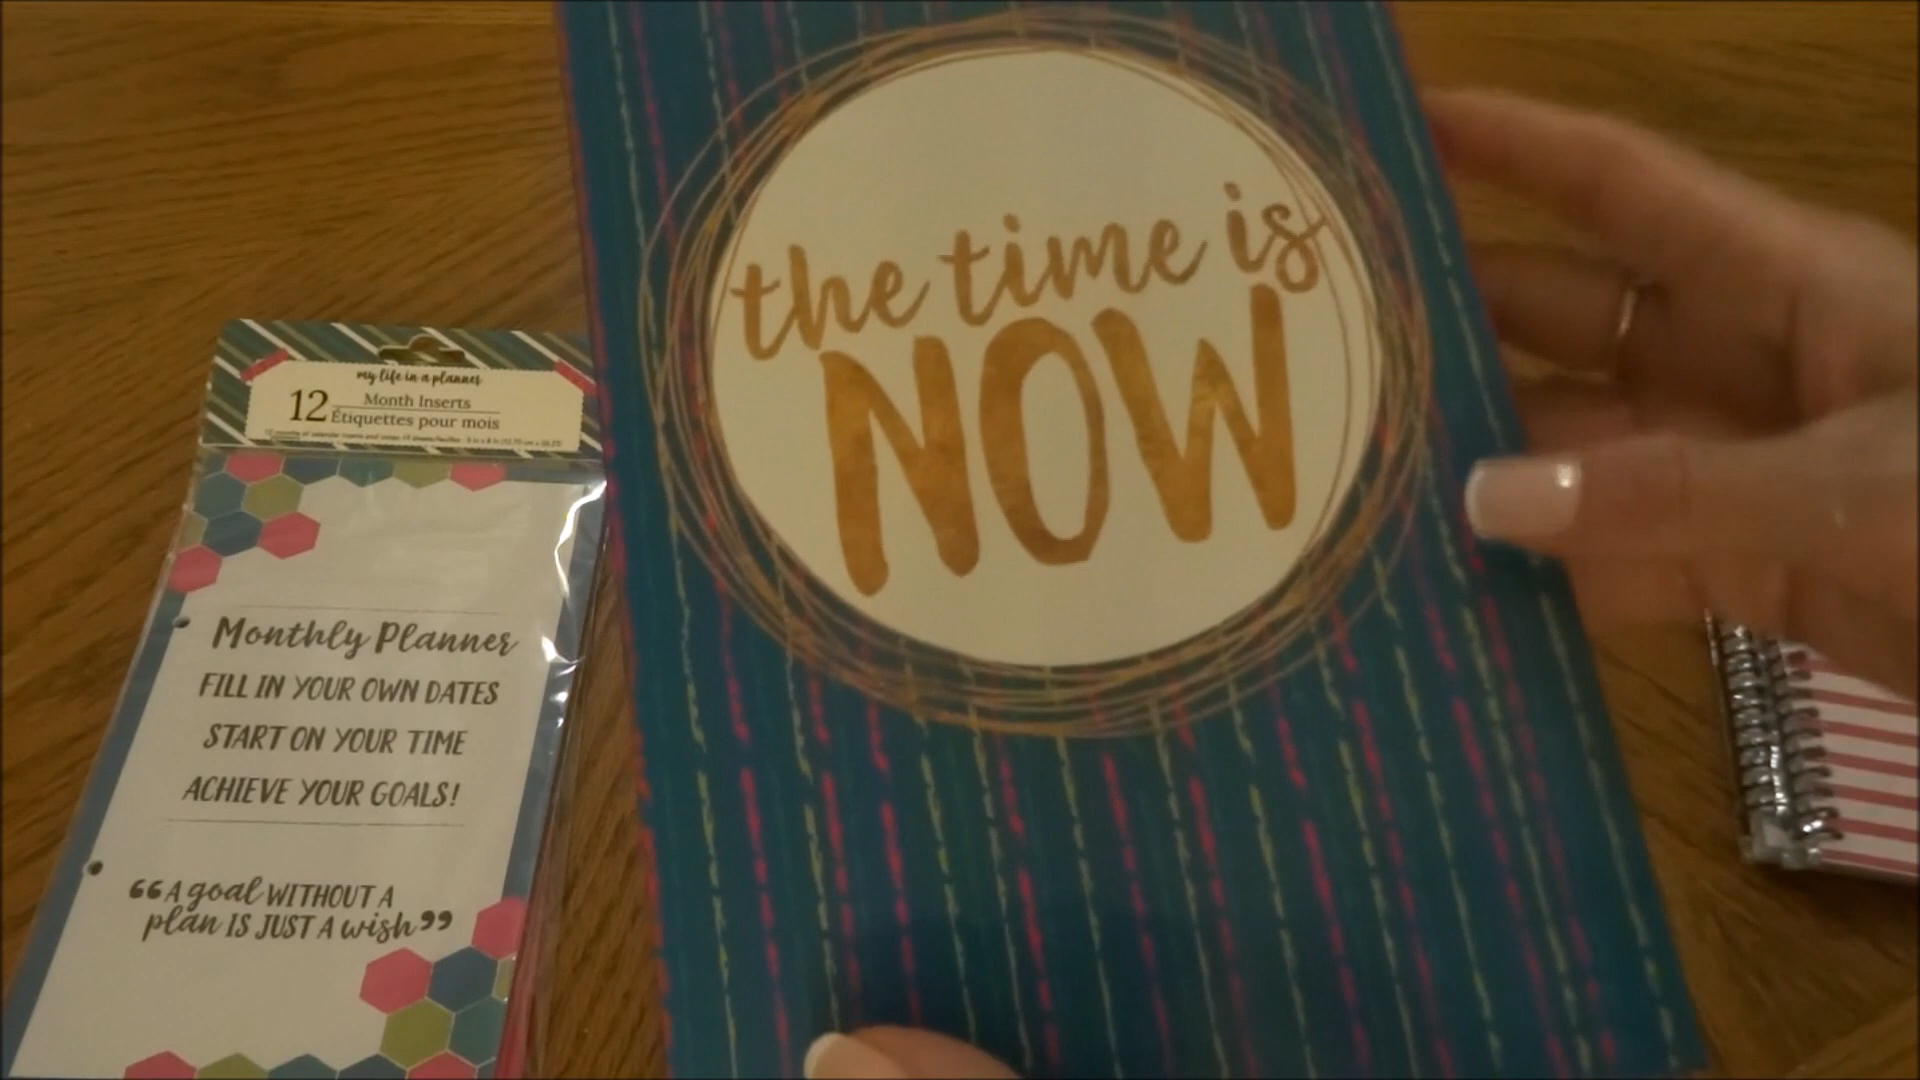 the time is
NOW
my life in a planner
12 Month Inserts
Étiquettes pour mois
Monthly Planner
FILL IN YOUR OWN DATES
START ON YOUR TIME
ACHIEVE YOUR GOALS!
“A goal WITHOUT A
plan IS JUST A wish”